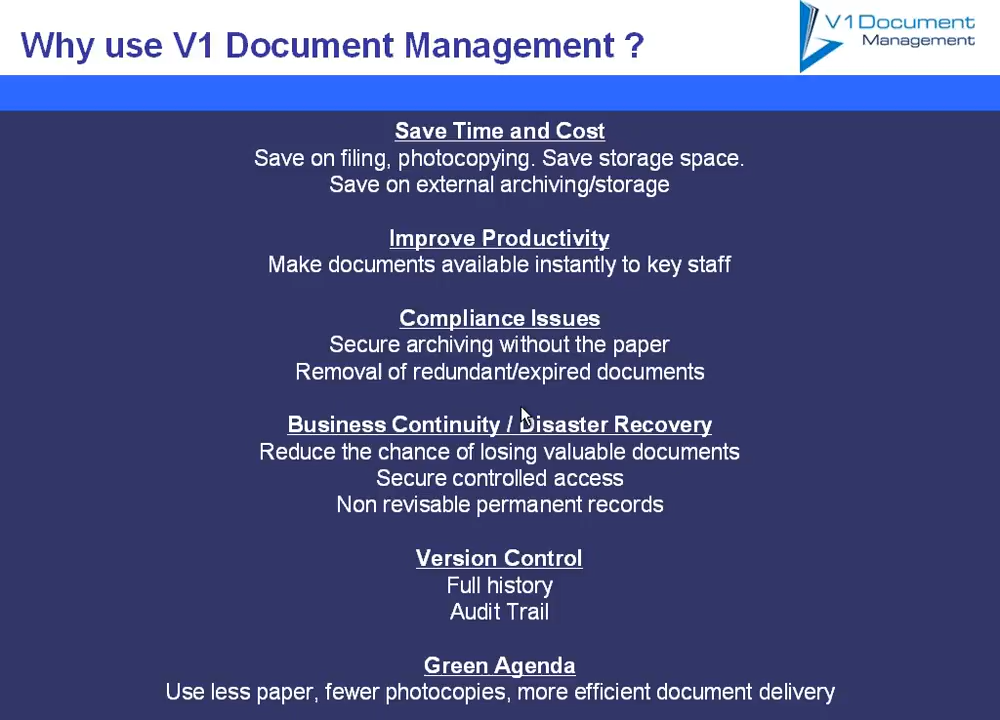 Why use V1 Document Management ?
V1 Document
Management
Save Time and Cost
Save on filing, photocopying. Save storage space.
Save on external archiving/storage
Improve Productivity
Make documents available instantly to key staff
Compliance Issues
Secure archiving without the paper
Removal of redundant/expired documents
Business Continuity / Disaster Recovery
Reduce the chance of losing valuable documents
Secure controlled access
Non revisable permanent records
Version Control
Full history
Audit Trail
Green Agenda
Use less paper, fewer photocopies, more efficient document delivery